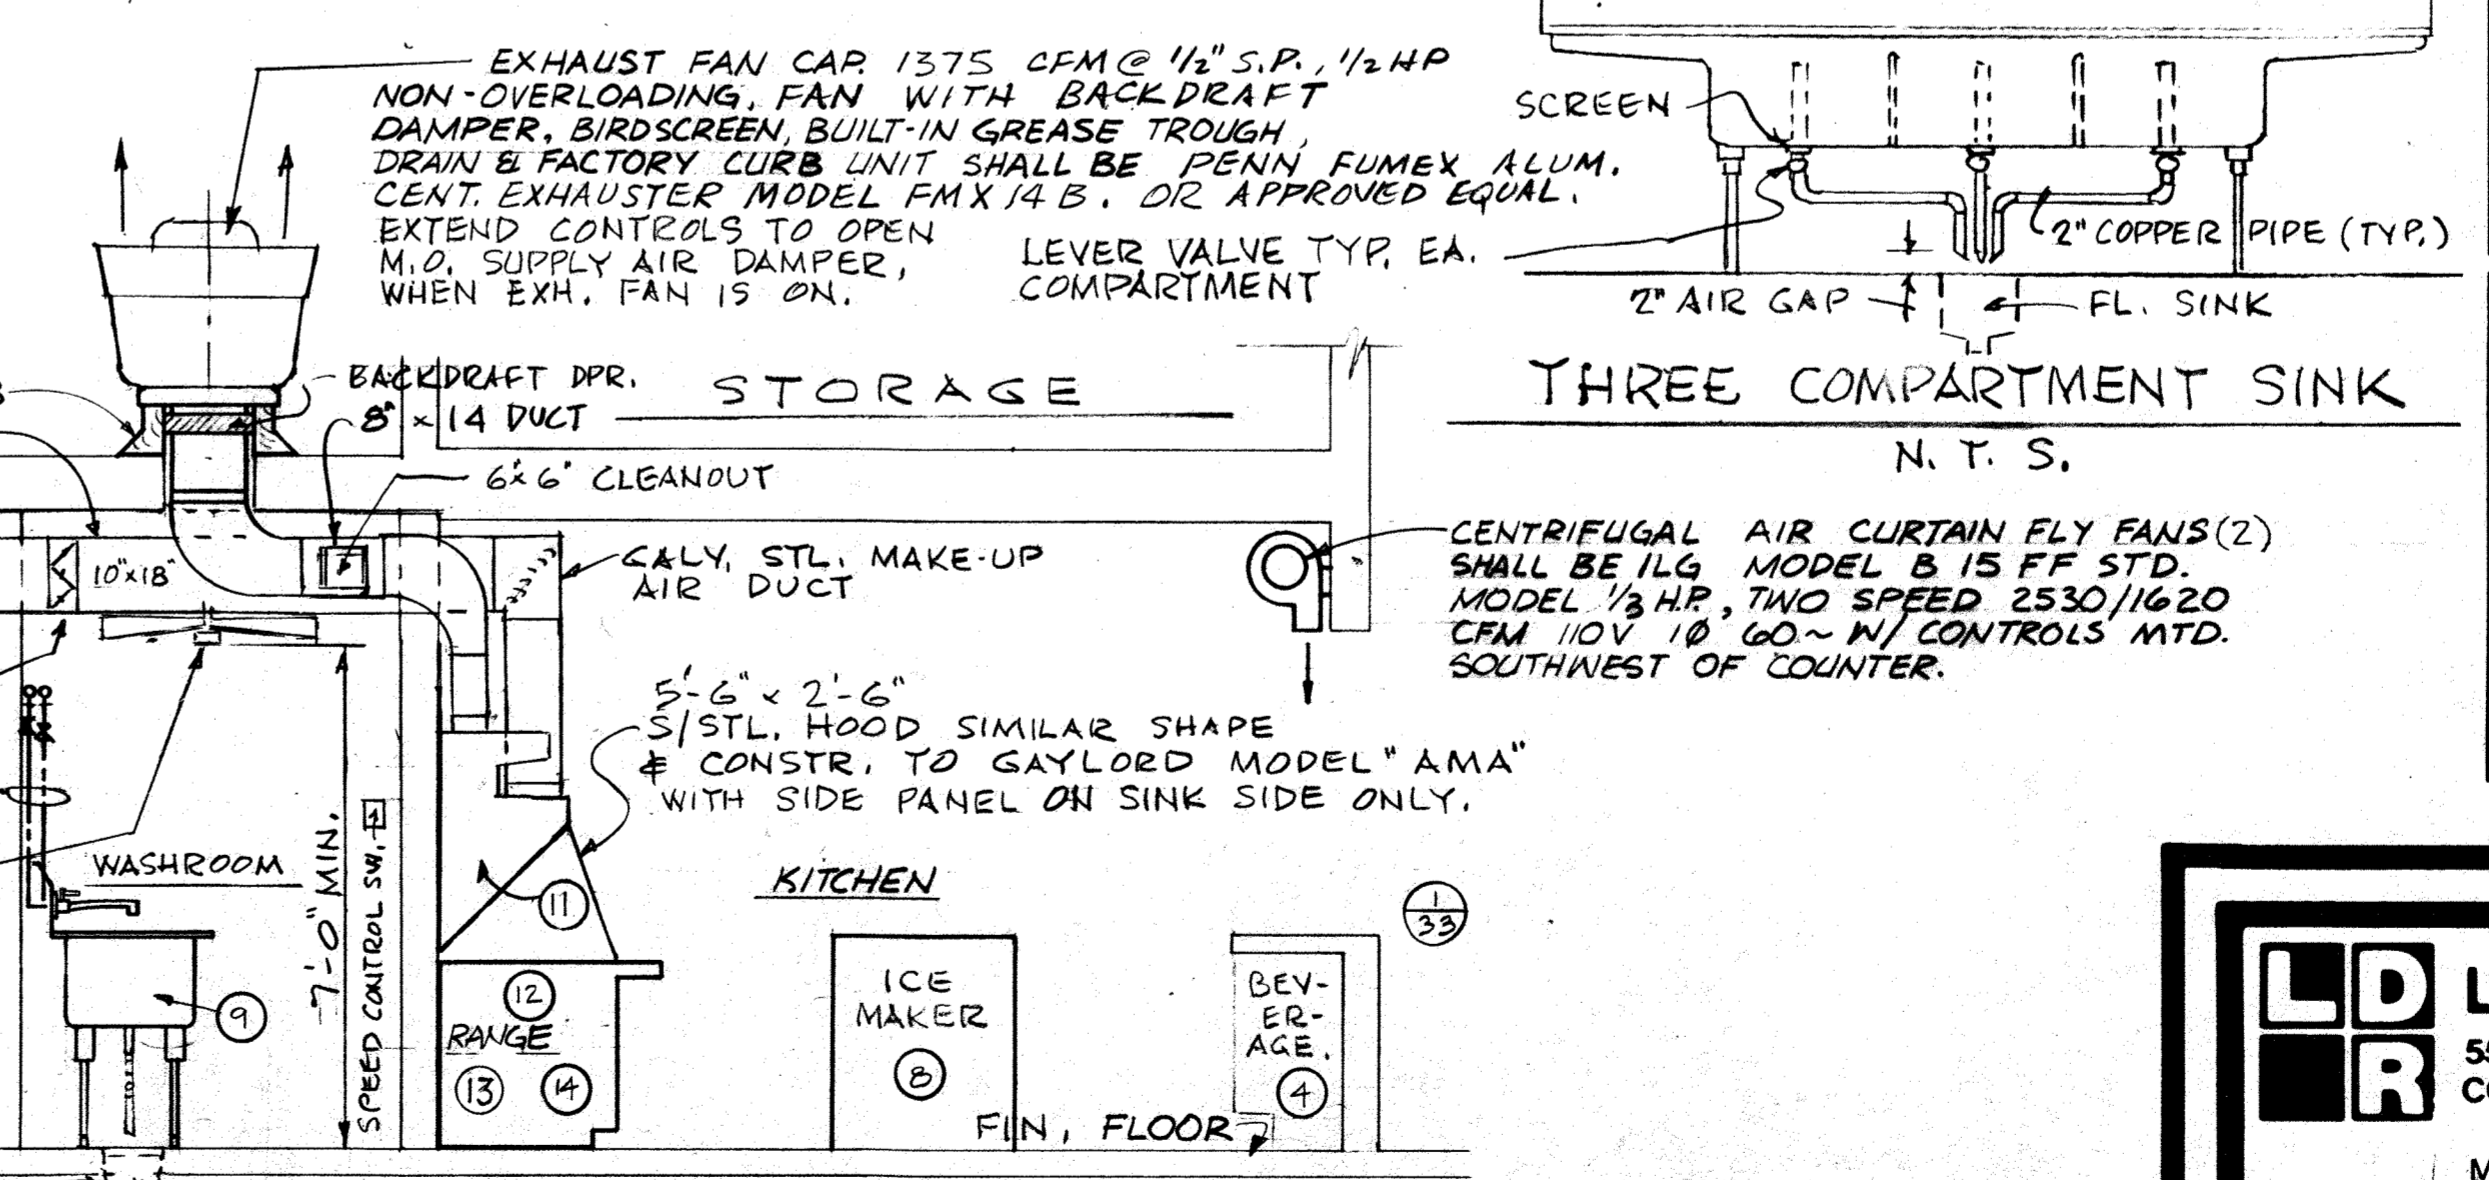 EXHAUST FAN CAP. 1375 CFM @ 1/2" S.P., 1/2 HP
NON-OVERLOADING, FAN WITH BACKDRAFT
DAMPER, BIRDSCREEN, BUILT-IN GREASE TROUGH,
DRAIN & FACTORY CURB UNIT SHALL BE PENN FUMEX ALUM.
CENT. EXHAUSTER MODEL FMX 14 B. OR APPROVED EQUAL.
EXTEND CONTROLS TO OPEN
M.O. SUPPLY AIR DAMPER,
WHEN EXH. FAN IS ON.
LEVER VALVE TYP. EA.
COMPARTMENT
SCREEN
2" COPPER PIPE (TYP.)
2" AIR GAP
FL. SINK
THREE COMPARTMENT SINK
N. T. S.
BACKDRAFT DPR.
8" x 14 DUCT
STORAGE
6"x6" CLEANOUT
10"x18"
GALV. STL. MAKE-UP
AIR DUCT
CENTRIFUGAL AIR CURTAIN FLY FANS (2)
SHALL BE ILG MODEL B 15 FF STD.
MODEL 1/3 H.P., TWO SPEED 2530/1620
CFM 110V 1Ø 60~ W/ CONTROLS MTD.
SOUTHWEST OF COUNTER.
5'-6" x 2'-6"
S/STL. HOOD SIMILAR SHAPE
& CONSTR. TO GAYLORD MODEL "AMA"
WITH SIDE PANEL ON SINK SIDE ONLY.
WASHROOM
7'-0" MIN.
SPEED CONTROL SW.
KITCHEN
11
1
33
9
12
RANGE
13 14
ICE
MAKER
8
BEV-
ER-
AGE.
4
FIN. FLOOR
LD
R